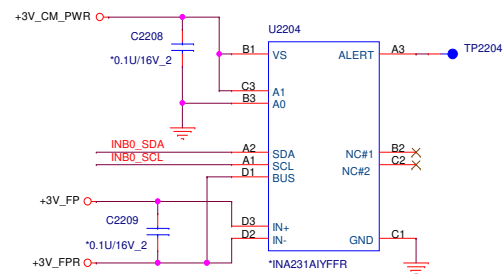 U2204
+3V_CM_PWR
C2208
*0.1U/16V_2
B1 VS ALERT A3 TP2204
C3 A1
B3 A0
INB0_SDA A2 SDA NC#1 B2
INB0_SCL A1 SCL NC#2 C2
D1 BUS
+3V_FP
C2209
*0.1U/16V_2
D3 IN+
D2 IN- GND C1
+3V_FPR
*INA231AIYFFR